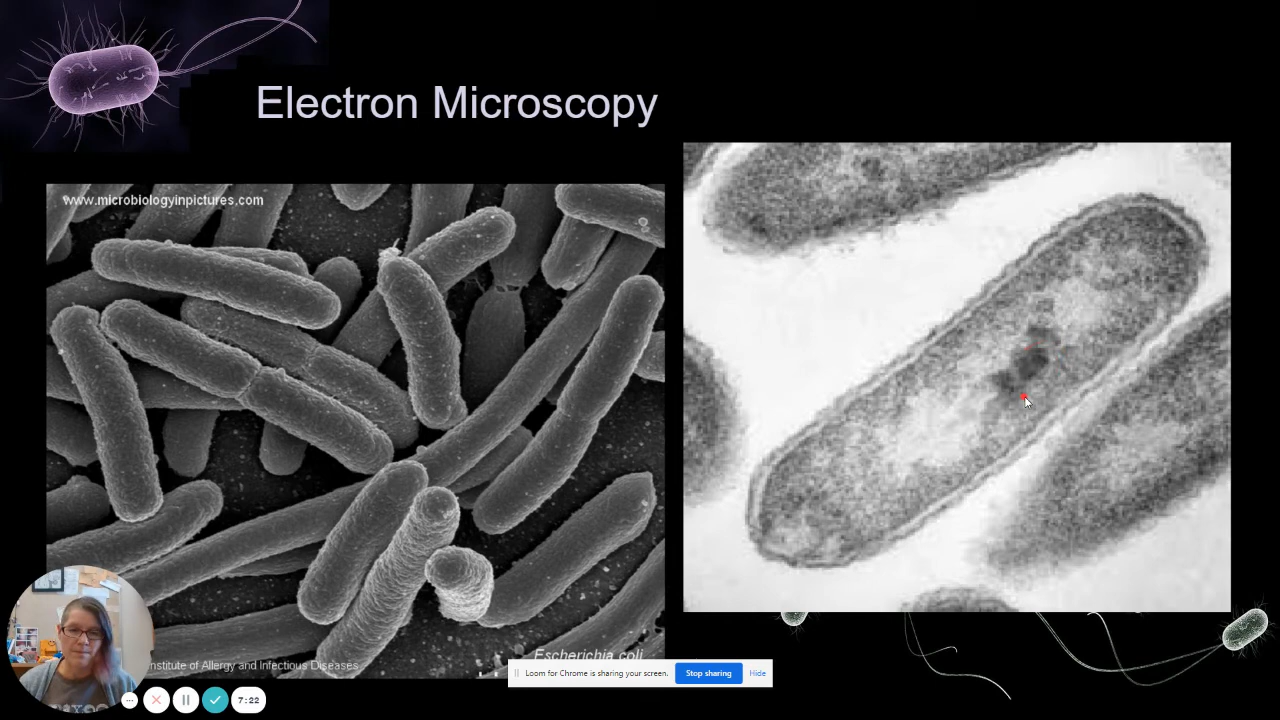 Electron Microscopy
www.microbiologyinpictures.com
Escherichia coli
nstitute of Allergy and Infectious Diseases
Loom for Chrome is sharing your screen.
Stop sharing
Hide
7:22